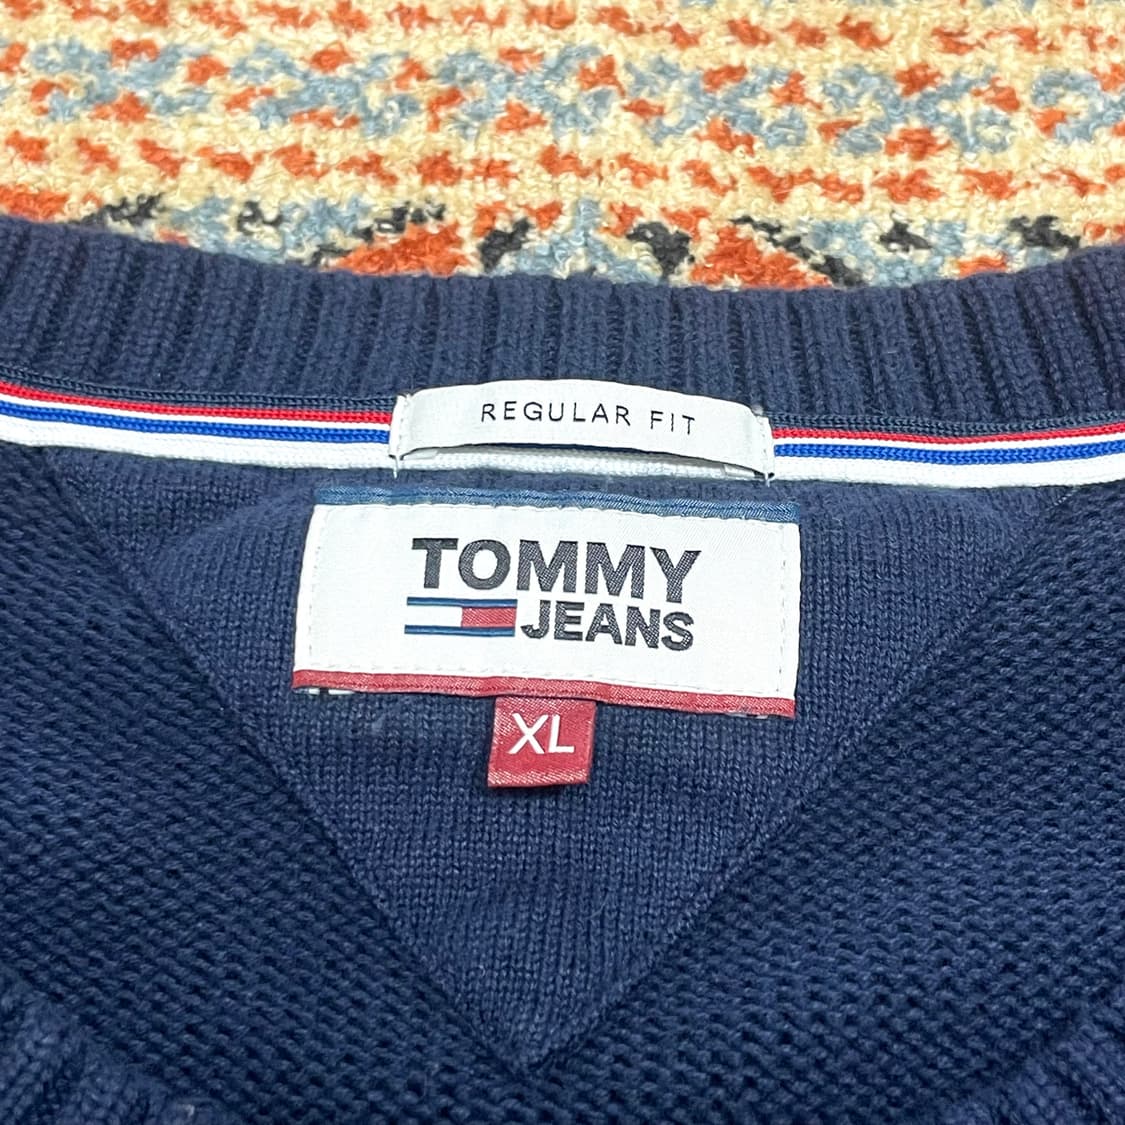 REGULAR FIT
TOMMY
JEANS
XL